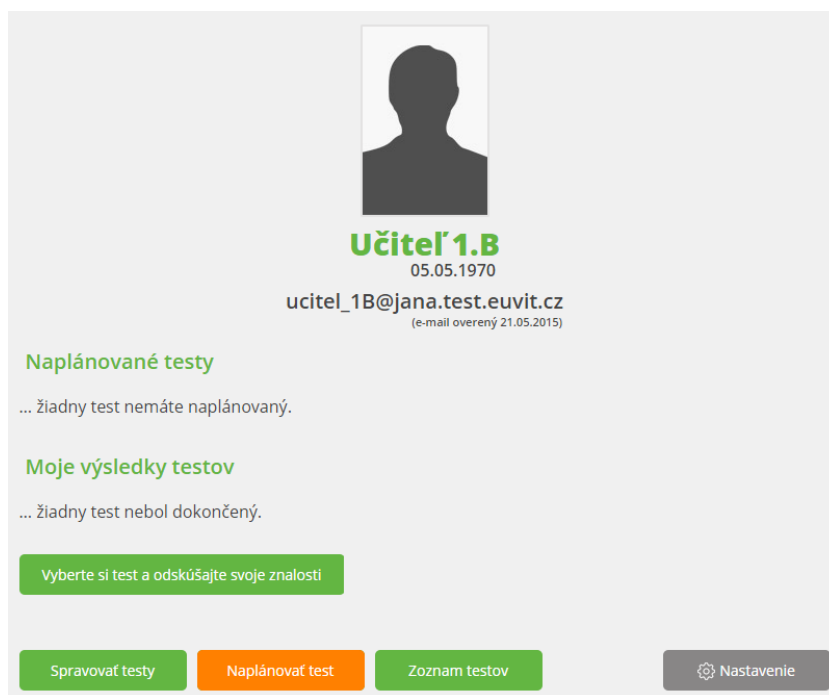 Učiteľ 1.B
05.05.1970
ucitel_1B@jana.test.euvit.cz
(e-mail overený 21.05.2015)
Naplánované testy
... žiadny test nemáte naplánovaný.
Moje výsledky testov
... žiadny test nebol dokončený.
Vyberte si test a odskúšajte svoje znalosti
Spravovať testy Naplánovať test Zoznam testov Nastavenie